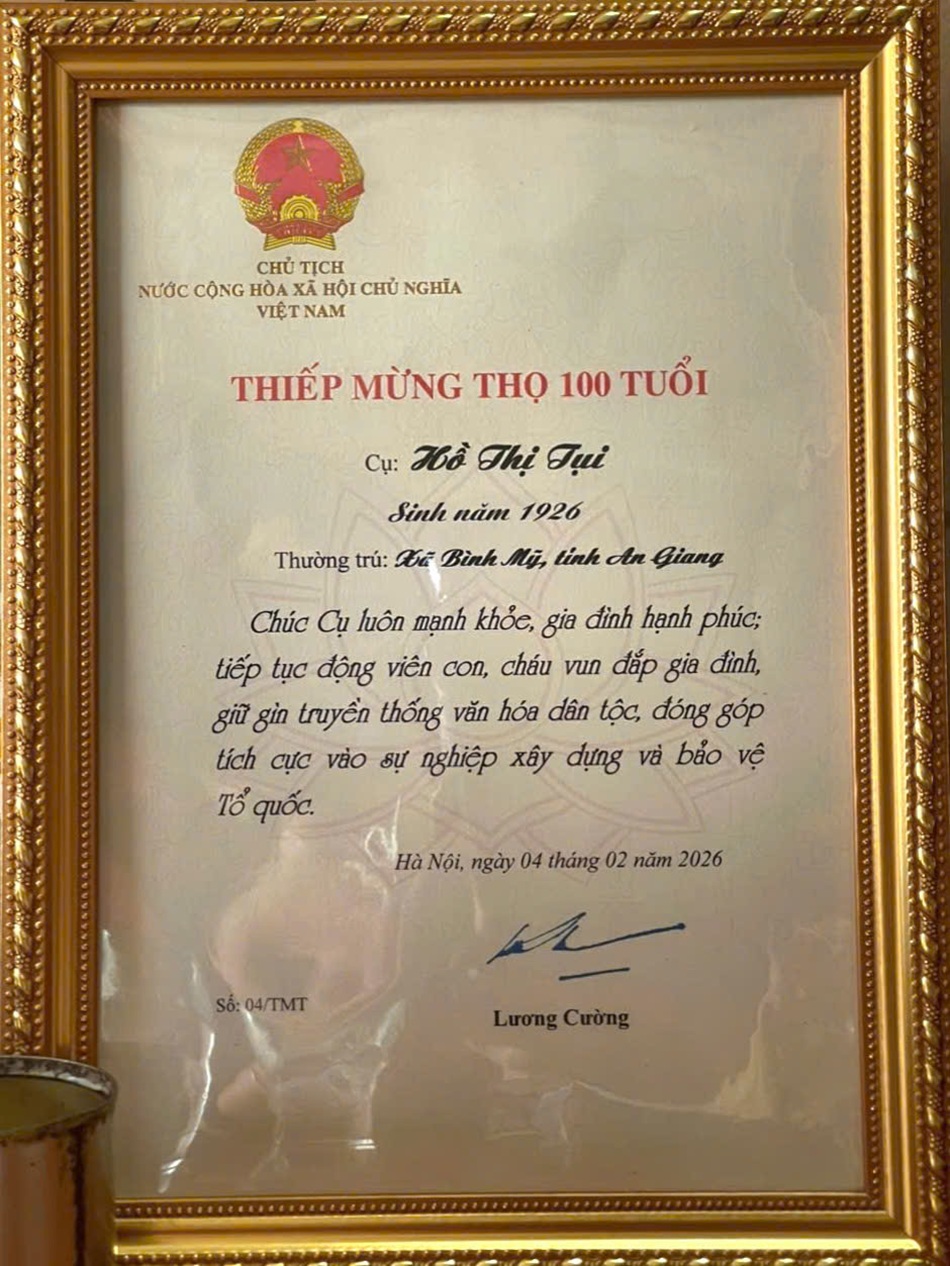 CHỦ TỊCH
NƯỚC CỘNG HÒA XÃ HỘI CHỦ NGHĨA
VIỆT NAM
THIẾP MỪNG THỌ 100 TUỔI
Cụ: Hồ Thị Tụi
Sinh năm 1926
Thường trú: Xã Bình Mỹ, tỉnh An Giang
Chúc Cụ luôn mạnh khỏe, gia đình hạnh phúc;
tiếp tục động viên con, cháu vun đắp gia đình,
giữ gìn truyền thống văn hóa dân tộc, đóng góp
tích cực vào sự nghiệp xây dựng và bảo vệ
Tổ quốc.
Hà Nội, ngày 04 tháng 02 năm 2026
Số: 04/TMT
Lương Cường